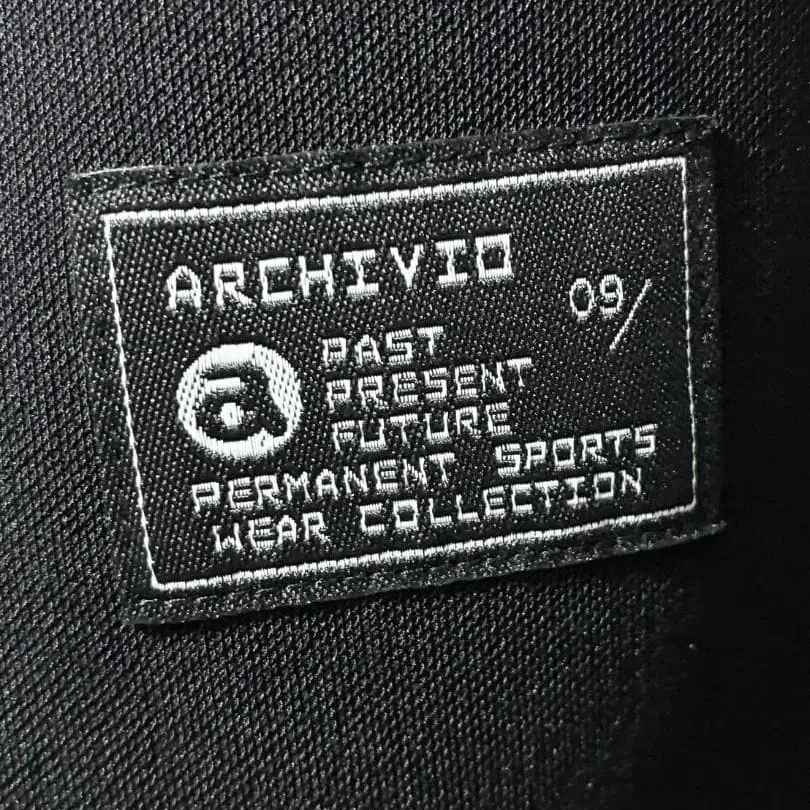 ARCHIVIO
09/
a
PAST
PRESENT
FUTURE
PERMANENT SPORTS
WEAR COLLECTION